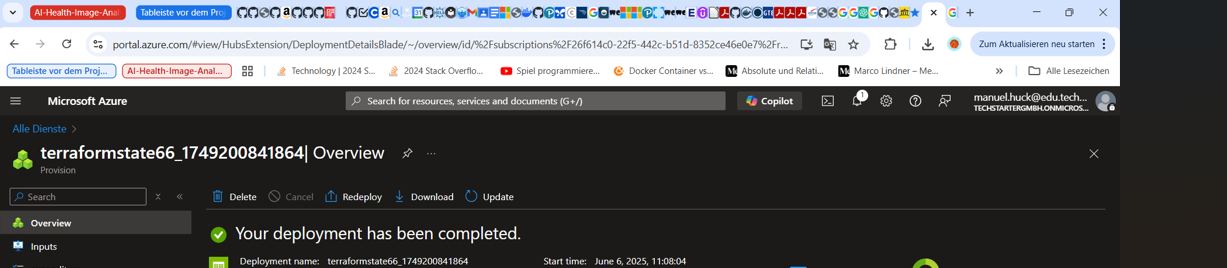 AI-Health-Image-Anal
Tableiste vor dem Proj
portal.azure.com/#view/HubsExtension/DeploymentDetailsBlade/~/overview/id/%2Fsubscriptions%2F26f614c0-22f5-442c-b51d-8352ce46e0e7%2Fr...
Zum Aktualisieren neu starten
Tableiste vor dem Proj...
AI-Health-Image-Anal...
Technology | 2024 S...
2024 Stack Overflo...
Spiel programmiere...
Docker Container vs...
Absolute und Relati...
Marco Lindner – Me...
»
Alle Lesezeichen
Microsoft Azure
Search for resources, services and documents (G+/)
Copilot
1
manuel.huck@edu.tech...
TECHSTARTERGMBH.ONMICROS...
Alle Dienste >
terraformstate66_1749200841864| Overview
...
Provision
Search
Delete
Cancel
Redeploy
Download
Update
Overview
Your deployment has been completed.
Inputs
Deployment name: terraformstate66_1749200841864
Start time: June 6, 2025, 11:08:04